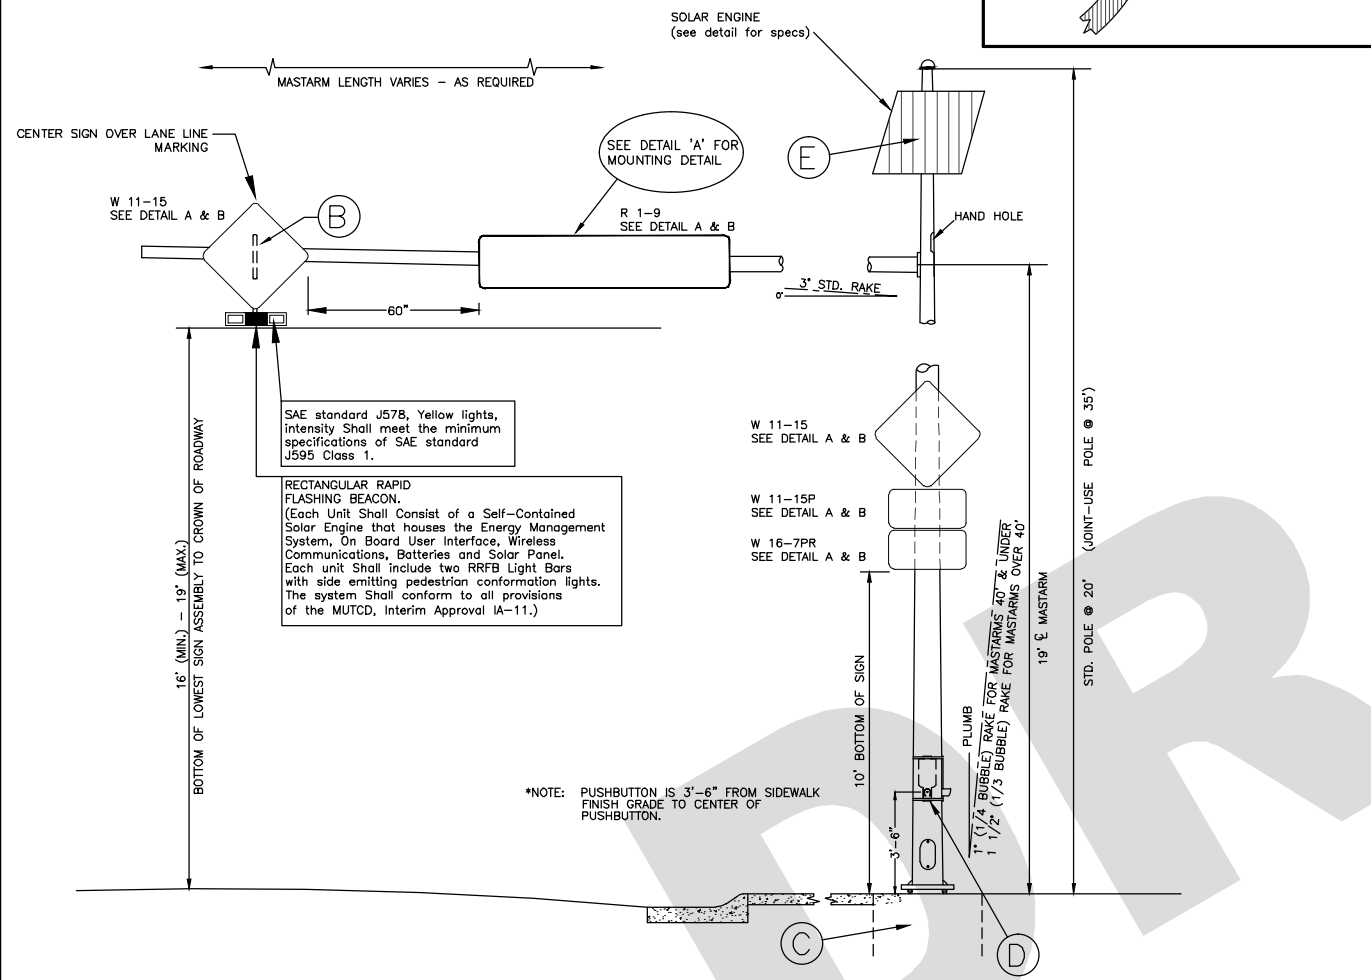 SOLAR ENGINE
(see detail for specs)
MASTARM LENGTH VARIES - AS REQUIRED
CENTER SIGN OVER LANE LINE
MARKING
SEE DETAIL 'A' FOR
MOUNTING DETAIL
E
W 11-15
SEE DETAIL A & B
B
R 1-9
SEE DETAIL A & B
HAND HOLE
3° STD. RAKE
0°
60"
SAE standard J578, Yellow lights,
intensity Shall meet the minimum
specifications of SAE standard
J595 Class 1.
RECTANGULAR RAPID
FLASHING BEACON.
(Each Unit Shall Consist of a Self-Contained
Solar Engine that houses the Energy Management
System, On Board User Interface, Wireless
Communications, Batteries and Solar Panel.
Each unit Shall include two RRFB Light Bars
with side emitting pedestrian conformation lights.
The system Shall conform to all provisions
of the MUTCD, Interim Approval IA-11.)
16' (MIN.) - 19' (MAX.)
BOTTOM OF LOWEST SIGN ASSEMBLY TO CROWN OF ROADWAY
W 11-15
SEE DETAIL A & B
W 11-15P
SEE DETAIL A & B
W 16-7PR
SEE DETAIL A & B
10' BOTTOM OF SIGN
PLUMB
1° (1/4 BUBBLE) RAKE FOR MASTARMS 40' & UNDER
1 1/2° (1/3 BUBBLE) RAKE FOR MASTARMS OVER 40'
19' ℄ MASTARM
STD. POLE @ 20' (JOINT-USE POLE @ 35')
*NOTE: PUSHBUTTON IS 3'-6" FROM SIDEWALK
FINISH GRADE TO CENTER OF
PUSHBUTTON.
3'-6"
C
D
DR